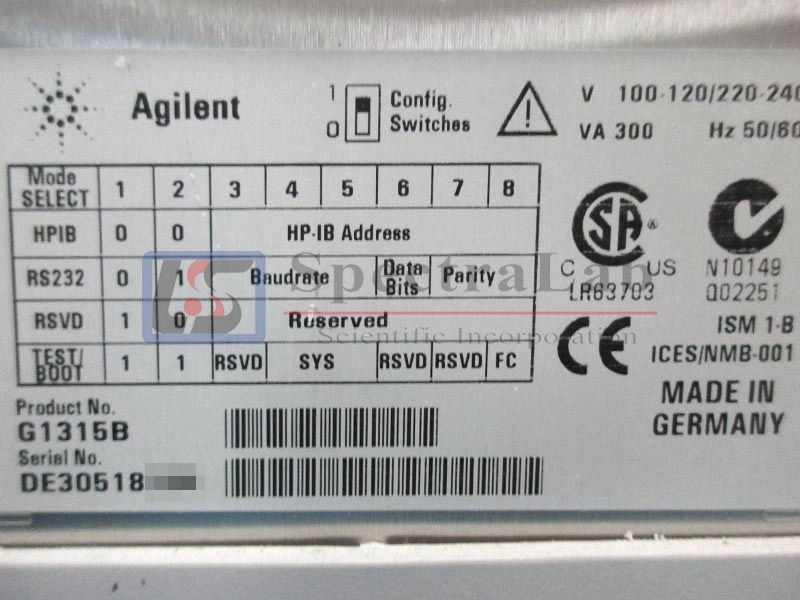 Agilent
1
0
Config.
Switches
V 100-120/220-240
VA 300 Hz 50/60
Mode
SELECT 1 2 3 4 5 6 7 8
HPIB 0 0 HP-IB Address
RS232 0 1 Baudrate Data Bits Parity
RSVD 1 0 Reserved
TEST/
BOOT 1 1 RSVD SYS RSVD RSVD FC
SpectraLab
Scientific Incorporation
SA ®
C US
LR63703
N10149
Q02251
ISM 1-B
CE
ICES/NMB-001
MADE IN
GERMANY
Product No.
G1315B
Serial No.
DE30518